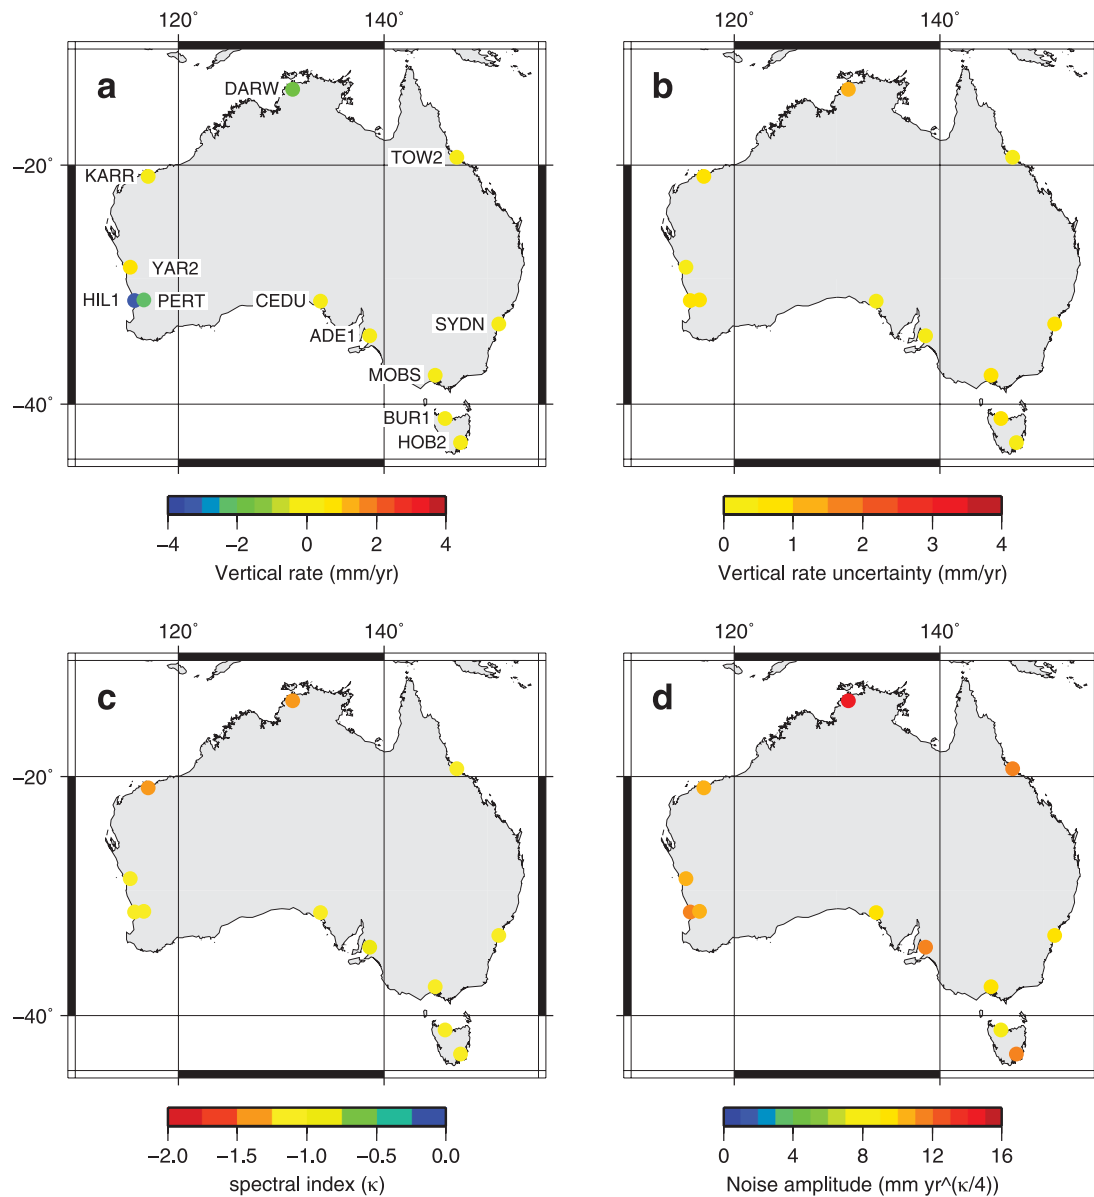 120° 140° 140°
a b
DARW
TOW2
−20
KARR
YAR2
HIL1 PERT CEDU
SYDN
ADE1
MOBS
−40
BUR1
HOB2
−4 −2 0 2 4
Vertical rate (mm/yr)
0 1 2 3 4
Vertical rate uncertainty (mm/yr)
120° 140° 140°
c d
−20
−40
−2.0 −1.5 −1.0 −0.5 0.0
spectral index (κ)
0 4 8 12 16
Noise amplitude (mm yr^(κ/4))